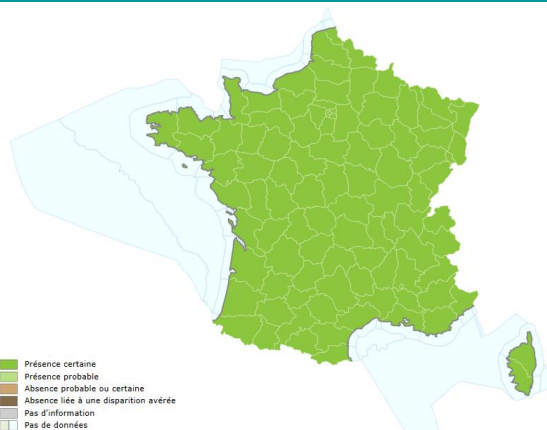 Présence certaine
Présence probable
Absence probable ou certaine
Absence liée à une disparition avérée
Pas d'information
Pas de données